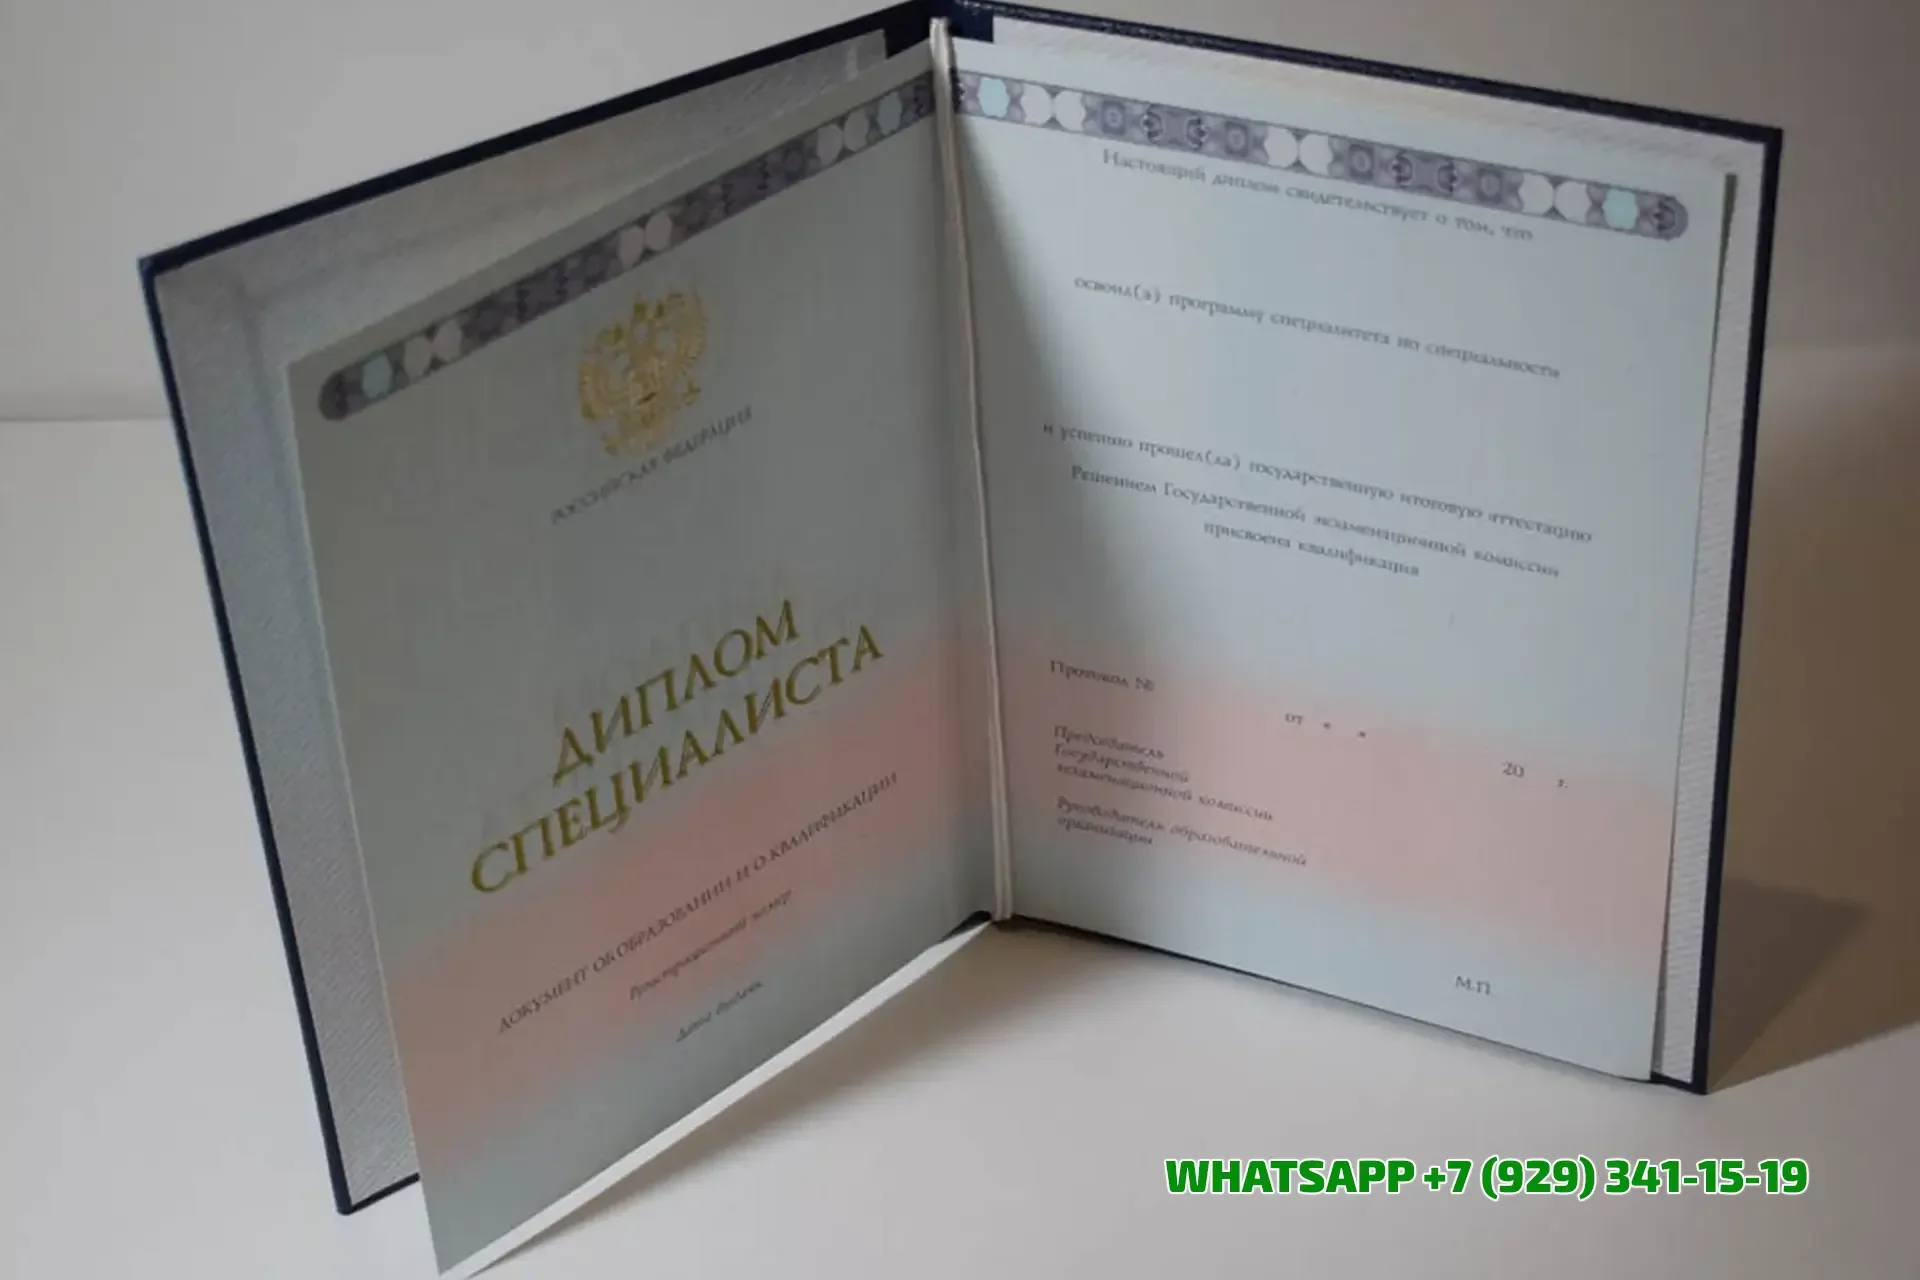 РОССИЙСКАЯ ФЕДЕРАЦИЯ
ДИПЛОМ
СПЕЦИАЛИСТА
ДОКУМЕНТ ОБ ОБРАЗОВАНИИ И О КВАЛИФИКАЦИИ
Регистрационный номер
Дата выдачи
Настоящий диплом свидетельствует о том, что
освоил(а) программу специалитета по специальности
и успешно прошел(ла) государственную итоговую аттестацию
Решением Государственной экзаменационной комиссии
присвоена квалификация
Протокол №
от « »
20 г.
Председатель
Государственной
экзаменационной комиссии
Руководитель образовательной
организации
М.П.
WHATSAPP +7 (929) 341-15-19